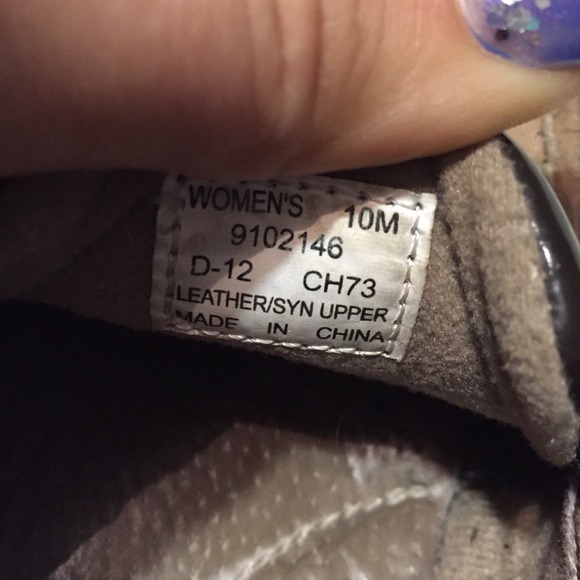 WOMEN'S 10M
9102146
D-12 CH73
LEATHER/SYN UPPER
MADE IN CHINA